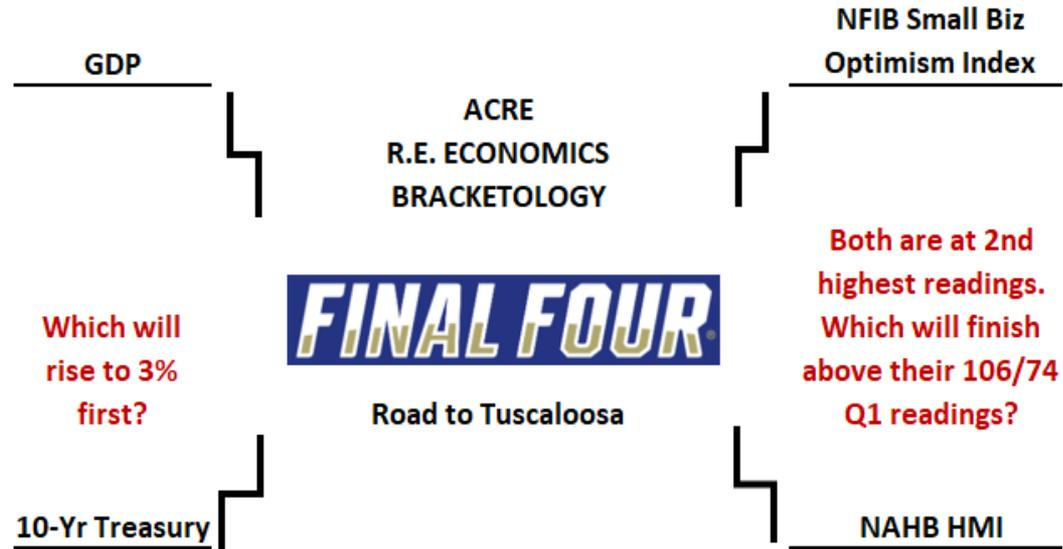 GDP
NFIB Small Biz
Optimism Index
ACRE
R.E. ECONOMICS
BRACKETOLOGY
Which will
rise to 3%
first?
FINAL FOUR®
Road to Tuscaloosa
Both are at 2nd
highest readings.
Which will finish
above their 106/74
Q1 readings?
10-Yr Treasury
NAHB HMI